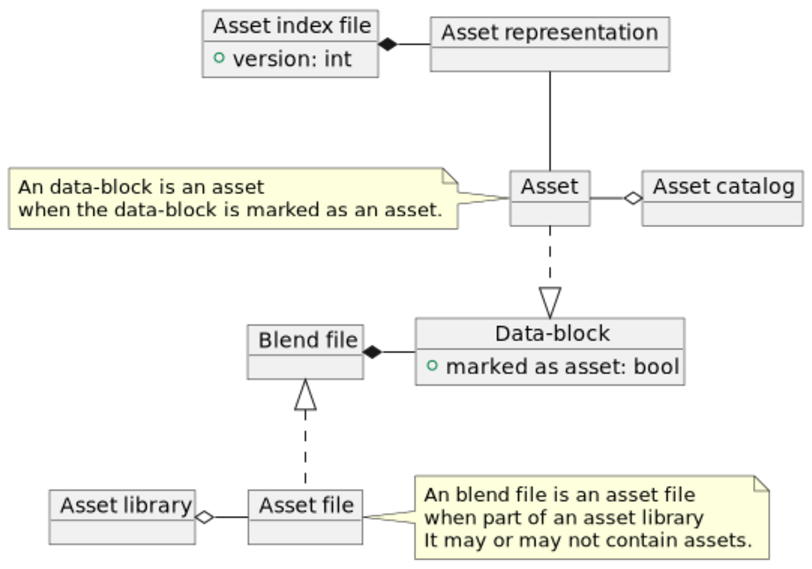 Asset index file
version: int
Asset representation
An data-block is an asset
when the data-block is marked as an asset.
Asset
Asset catalog
Blend file
Data-block
marked as asset: bool
Asset library
Asset file
An blend file is an asset file
when part of an asset library
It may or may not contain assets.